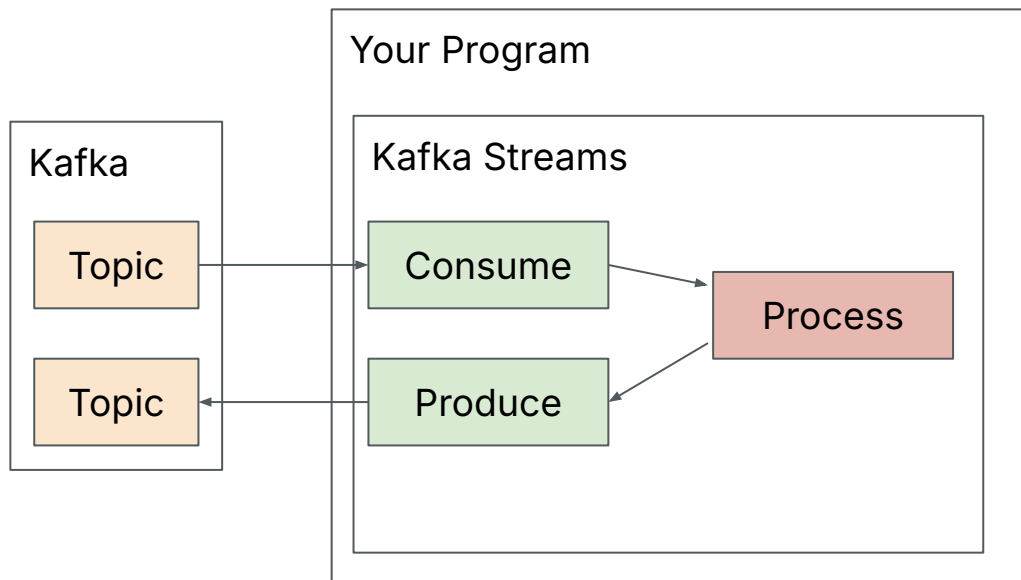 Your Program
Kafka
Kafka Streams
Topic
Consume
Process
Topic
Produce